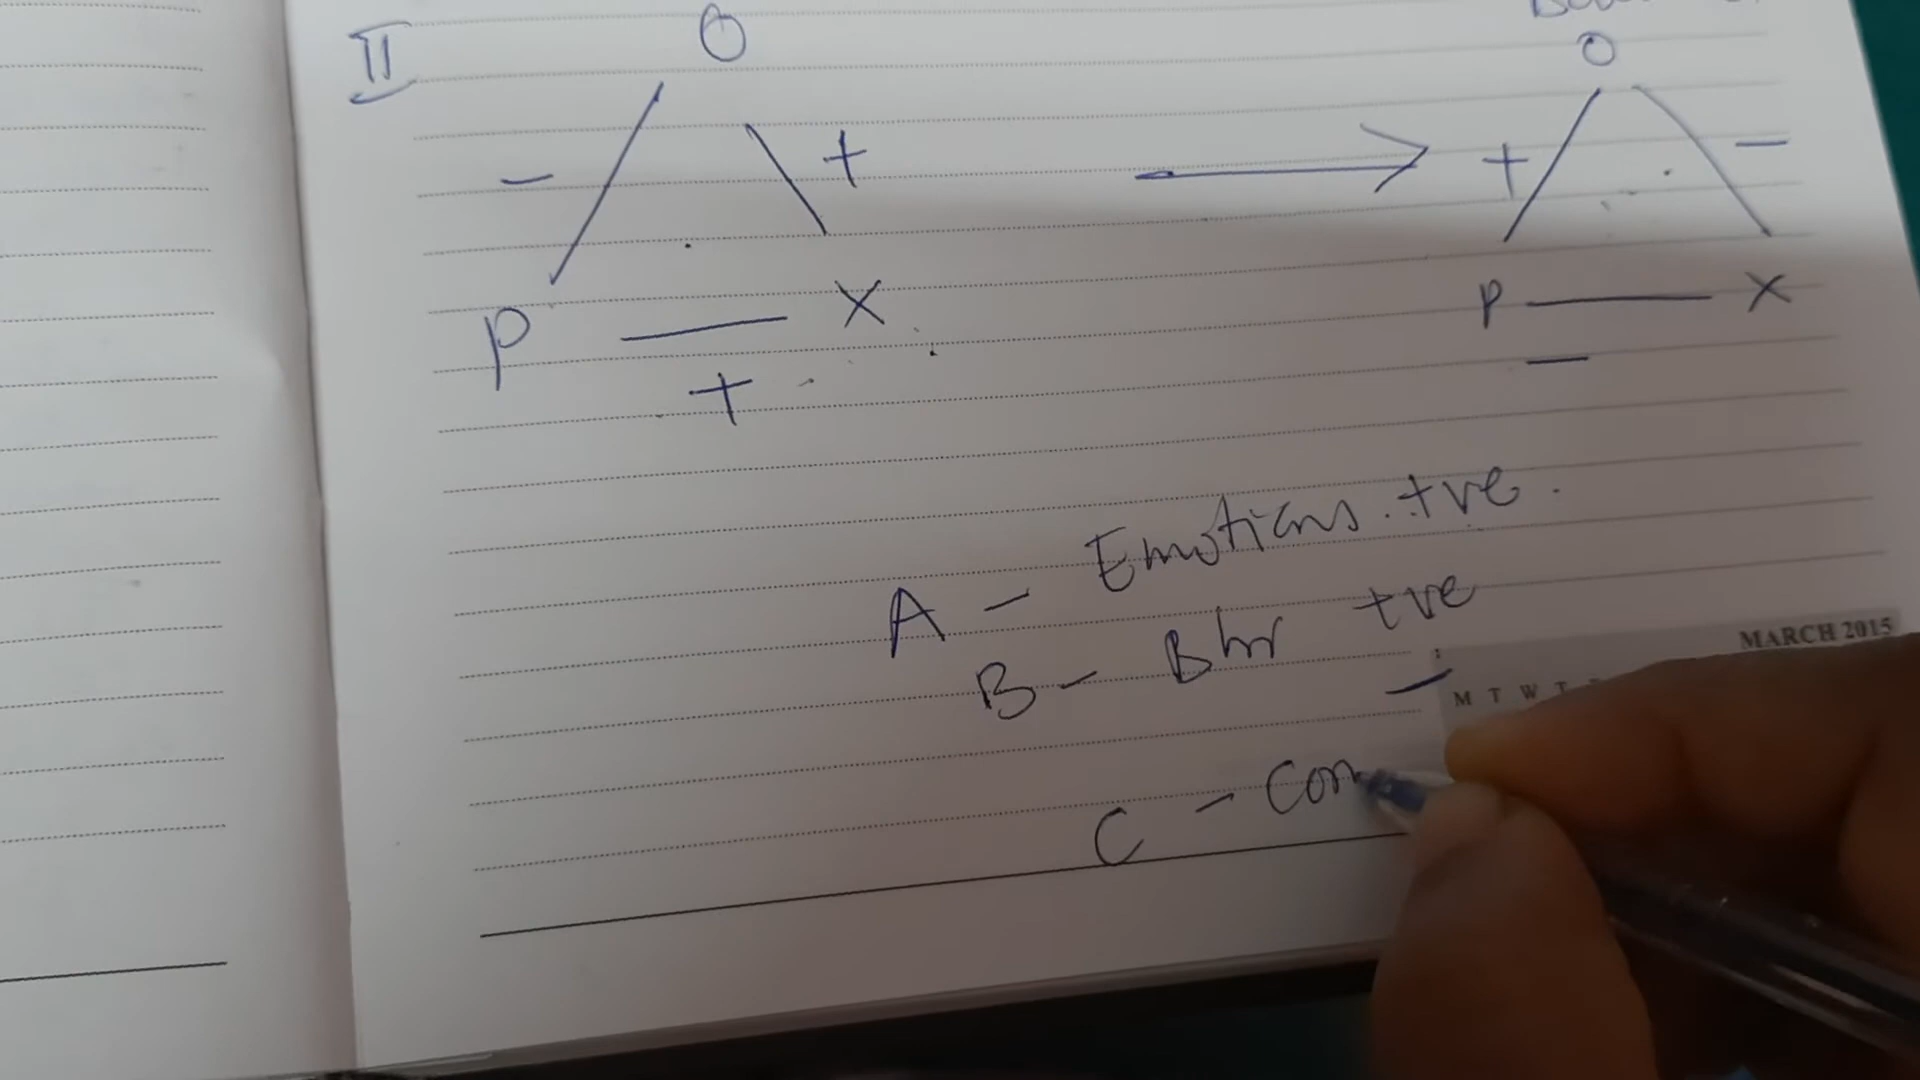 II
O
O
- +
+ -
P X
P X
+
-
A - Emotions. +ve.
B - Bhr +ve
-
MARCH 2015
M T W T
C - Con